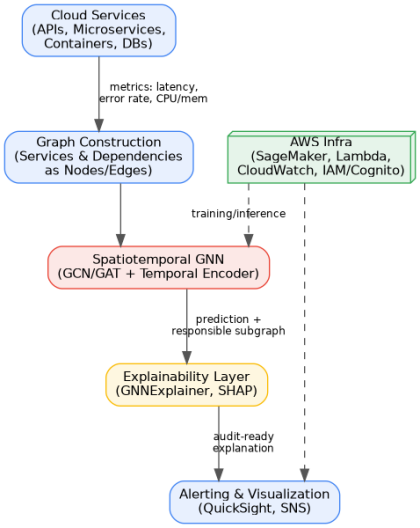 Cloud Services
(APIs, Microservices,
Containers, DBs)
metrics: latency,
error rate, CPU/mem
Graph Construction
(Services & Dependencies
as Nodes/Edges)
AWS Infra
(SageMaker, Lambda,
CloudWatch, IAM/Cognito)
training/inference
Spatiotemporal GNN
(GCN/GAT + Temporal Encoder)
prediction +
responsible subgraph
Explainability Layer
(GNNExplainer, SHAP)
audit-ready
explanation
Alerting & Visualization
(QuickSight, SNS)